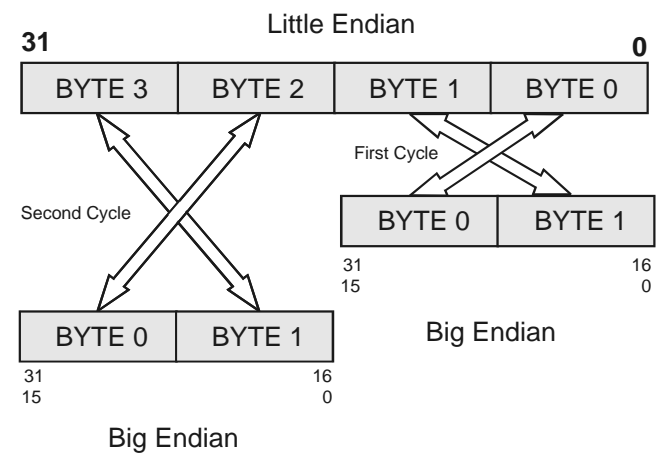 Little Endian
31 0
BYTE 3 BYTE 2 BYTE 1 BYTE 0
First Cycle
Second Cycle
BYTE 0 BYTE 1
31 16
15 0
Big Endian
BYTE 0 BYTE 1
31 16
15 0
Big Endian